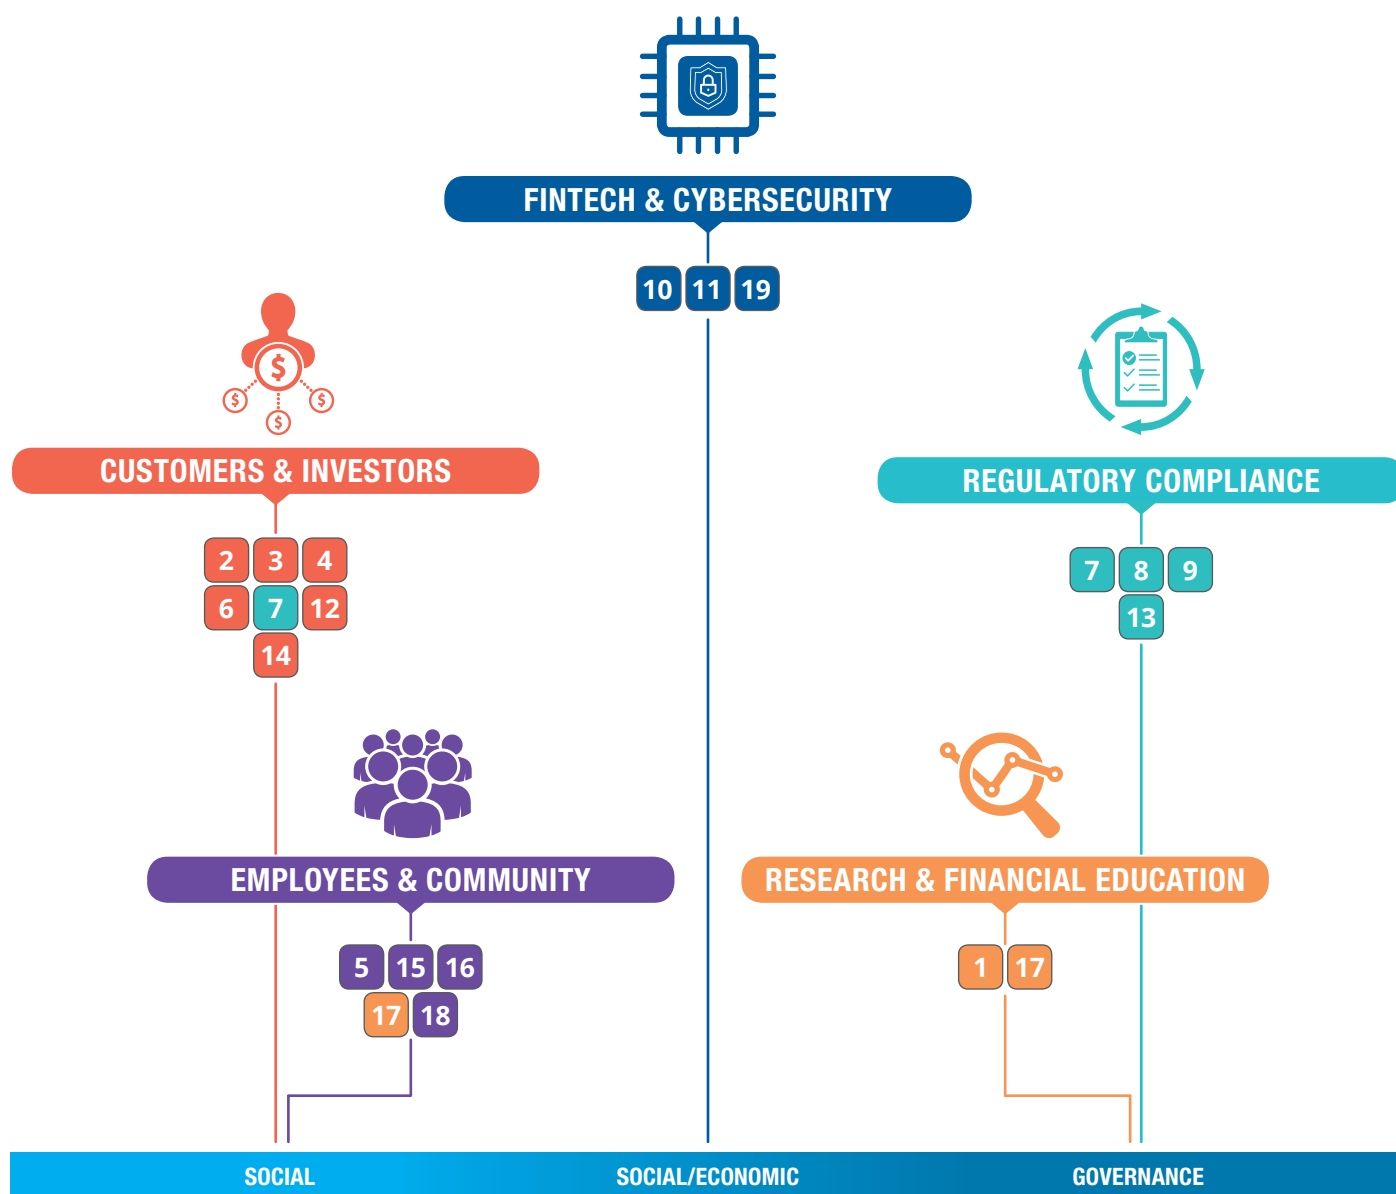 FINTECH & CYBERSECURITY
10 11 19
$
$ $
$
CUSTOMERS & INVESTORS
2 3 4
6 7 12
14
REGULATORY COMPLIANCE
7 8 9
13
EMPLOYEES & COMMUNITY
5 15 16
17 18
RESEARCH & FINANCIAL EDUCATION
1 17
SOCIAL
SOCIAL/ECONOMIC
GOVERNANCE